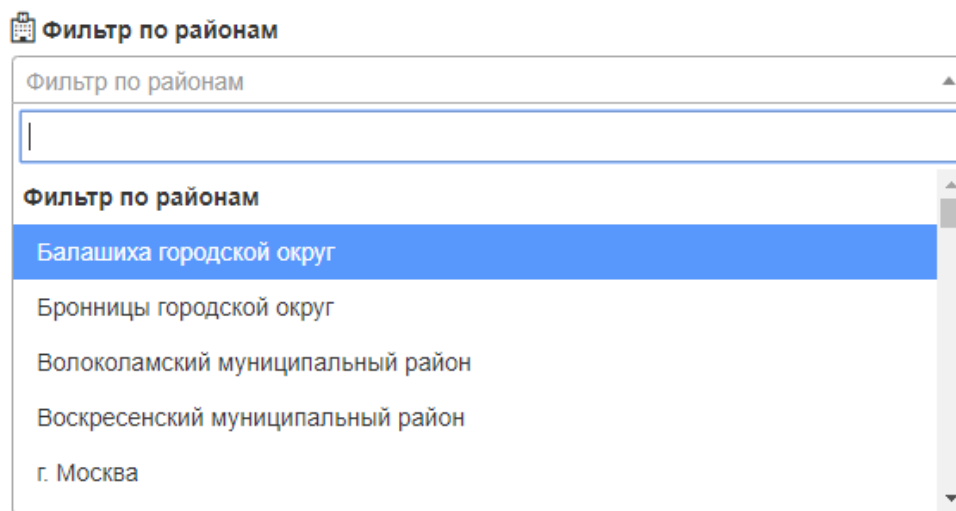 Фильтр по районам
Фильтр по районам
Фильтр по районам
Балашиха городской округ
Бронницы городской округ
Волоколамский муниципальный район
Воскресенский муниципальный район
г. Москва